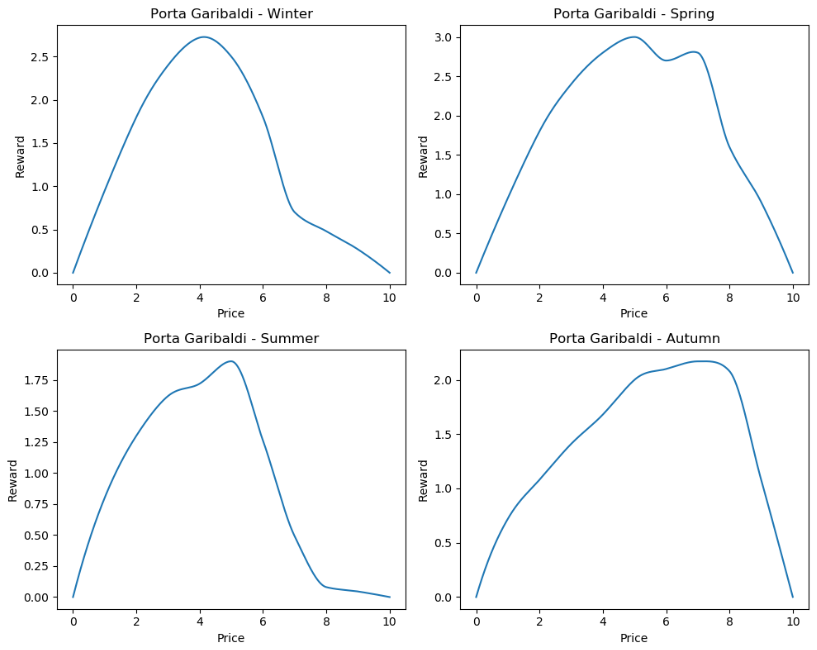 Porta Garibaldi - Winter
Reward
2.5
2.0
1.5
1.0
0.5
0.0
0 2 4 6 8 10
Price
Porta Garibaldi - Spring
Reward
3.0
2.5
2.0
1.5
1.0
0.5
0.0
0 2 4 6 8 10
Price
Porta Garibaldi - Summer
Reward
1.75
1.50
1.25
1.00
0.75
0.50
0.25
0.00
0 2 4 6 8 10
Price
Porta Garibaldi - Autumn
Reward
2.0
1.5
1.0
0.5
0.0
0 2 4 6 8 10
Price